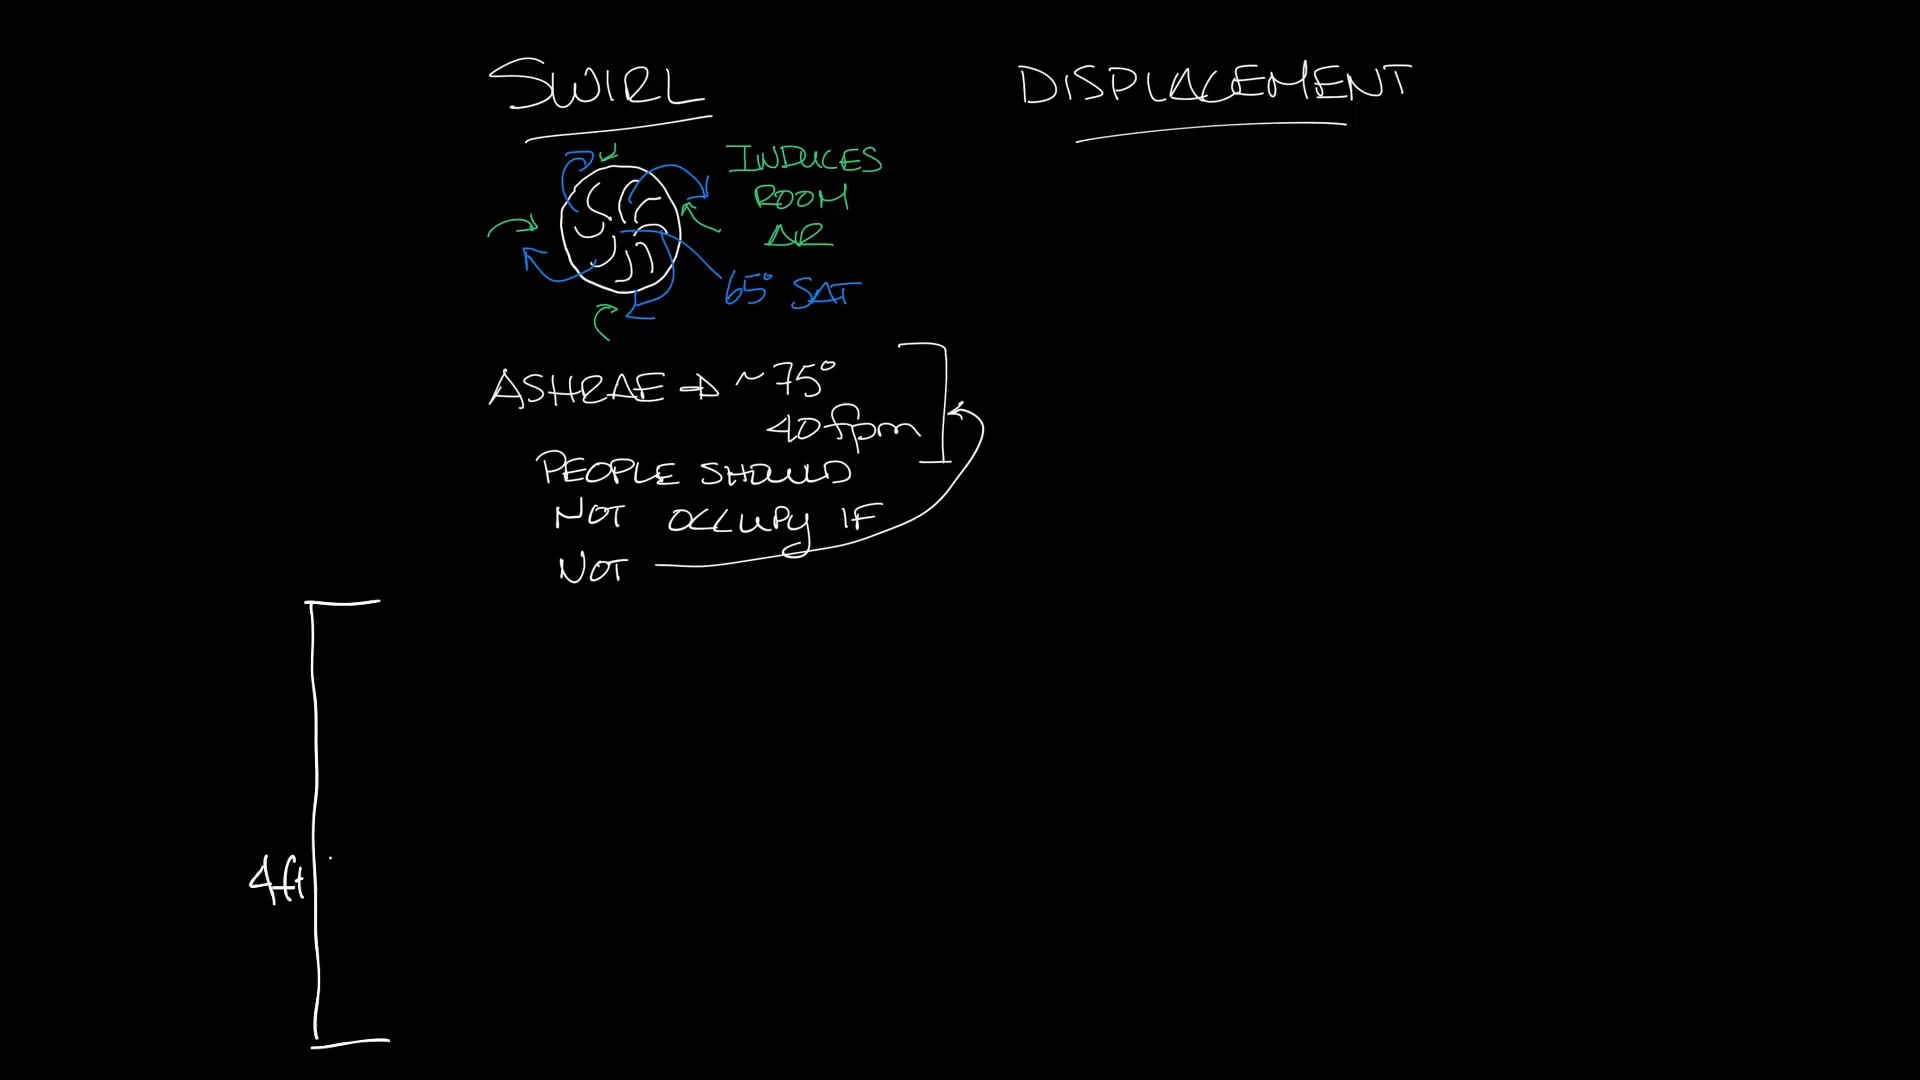 SWIRL
DISPLACEMENT
INDUCES
ROOM
AIR
65° SAT
ASHRAE → ~75°
40 fpm
PEOPLE SHOULD
NOT OCCUPY IF
NOT
4ft